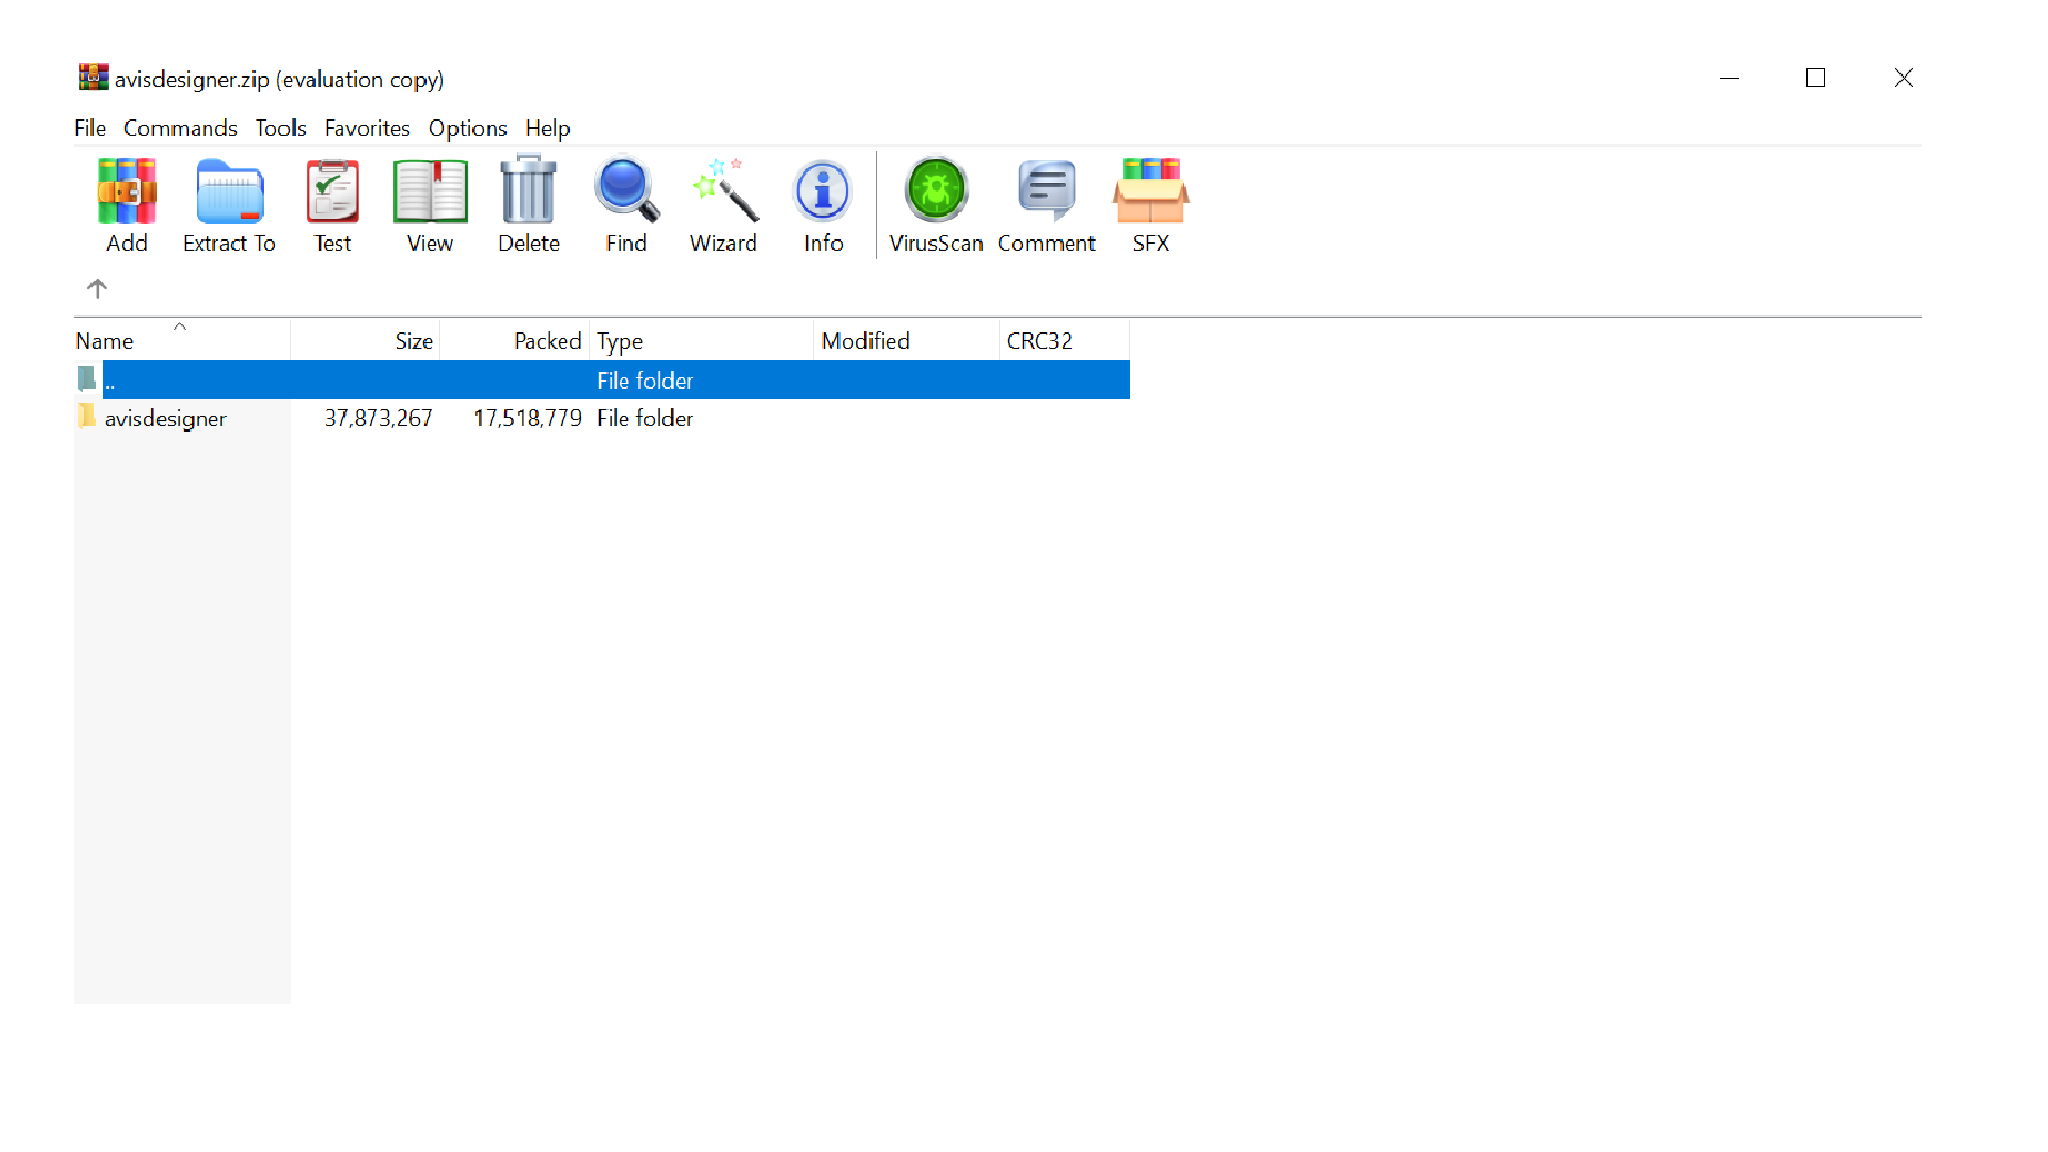 avisdesigner.zip (evaluation copy)
File Commands Tools Favorites Options Help
Add Extract To Test View Delete Find Wizard Info VirusScan Comment SFX
Name Size Packed Type Modified CRC32
.. File folder
avisdesigner 37,873,267 17,518,779 File folder